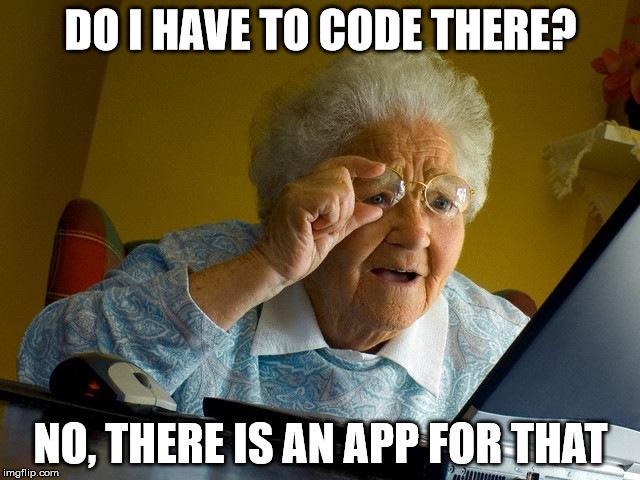 DO I HAVE TO CODE THERE?
NO, THERE IS AN APP FOR THAT
imgflip.com